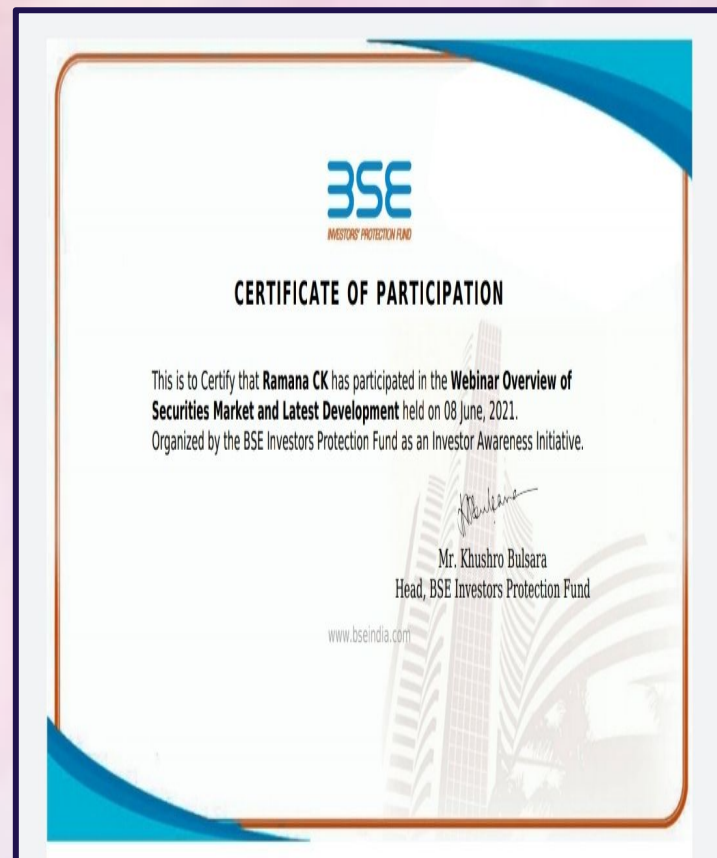 BSE
INVESTORS' PROTECTION FUND
CERTIFICATE OF PARTICIPATION
This is to Certify that Ramana CK has participated in the Webinar Overview of
Securities Market and Latest Development held on 08 June, 2021.
Organized by the BSE Investors Protection Fund as an Investor Awareness Initiative.
Mr. Khushro Bulsara
Head, BSE Investors Protection Fund
www.bseindia.com